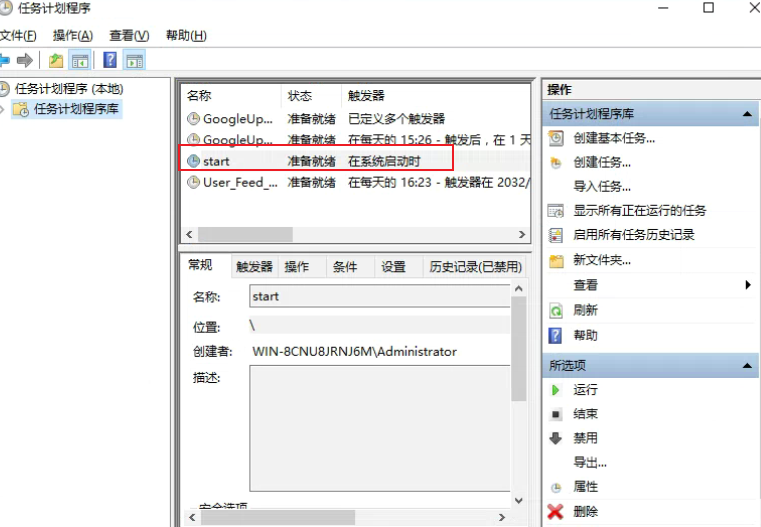 任务计划程序
文件(F) 操作(A) 查看(V) 帮助(H)
任务计划程序 (本地)
任务计划程序库
名称 状态 触发器
GoogleUp... 准备就绪 已定义多个触发器
GoogleUp... 准备就绪 在每天的 15:26 - 触发后，在 1 天
start 准备就绪 在系统启动时
User_Feed_... 准备就绪 在每天的 16:23 - 触发器在 2032/
常规 触发器 操作 条件 设置 历史记录(已禁用)
名称: start
位置: \
创建者: WIN-8CNU8JRNJ6M\Administrator
描述:
安全选项
操作
任务计划程序库
创建基本任务...
创建任务...
导入任务...
显示所有正在运行的任务
启用所有任务历史记录
新文件夹...
查看
刷新
帮助
所选项
运行
结束
禁用
导出...
属性
删除